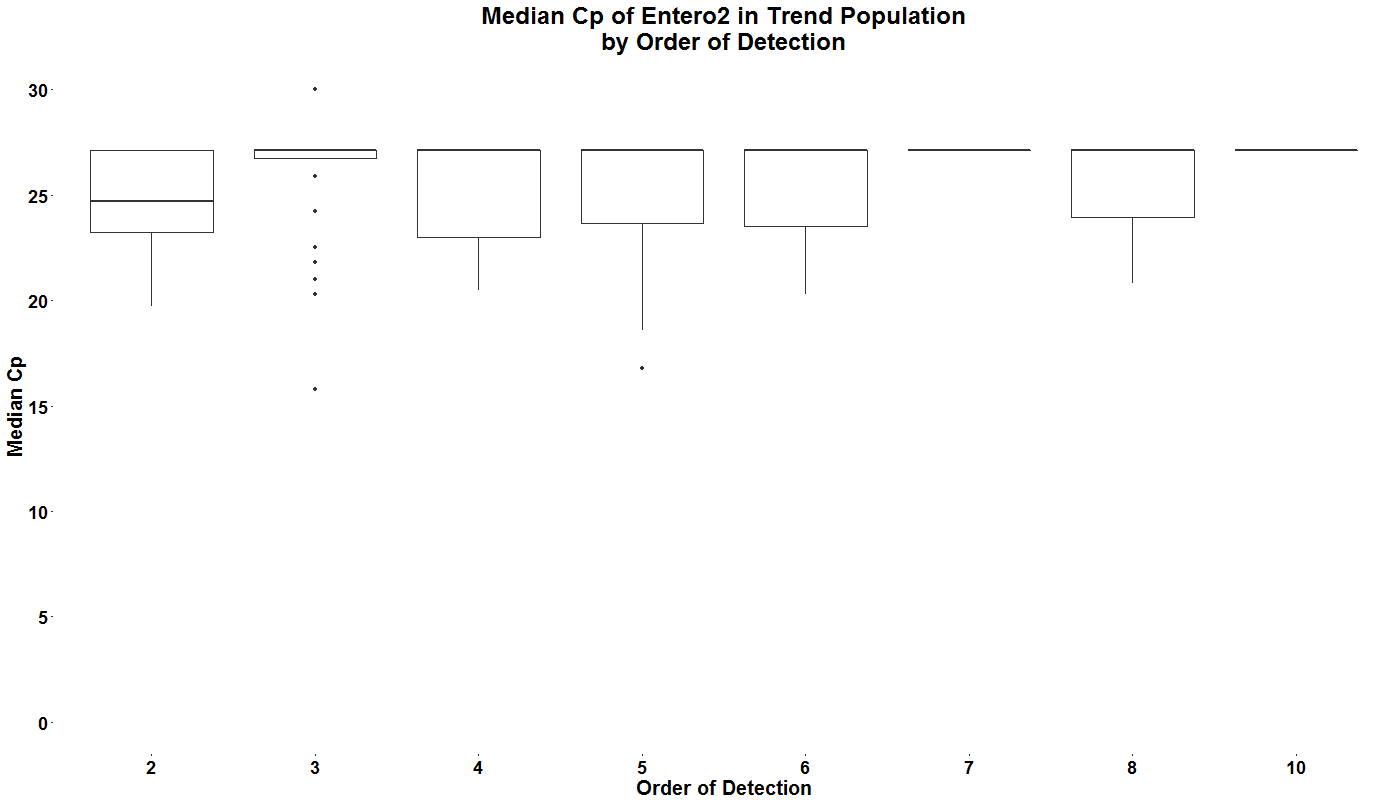 Median Cp of Entero2 in Trend Population
by Order of Detection
30
25
20
15
10
5
0
Median Cp
2 3 4 5 6 7 8 10
Order of Detection